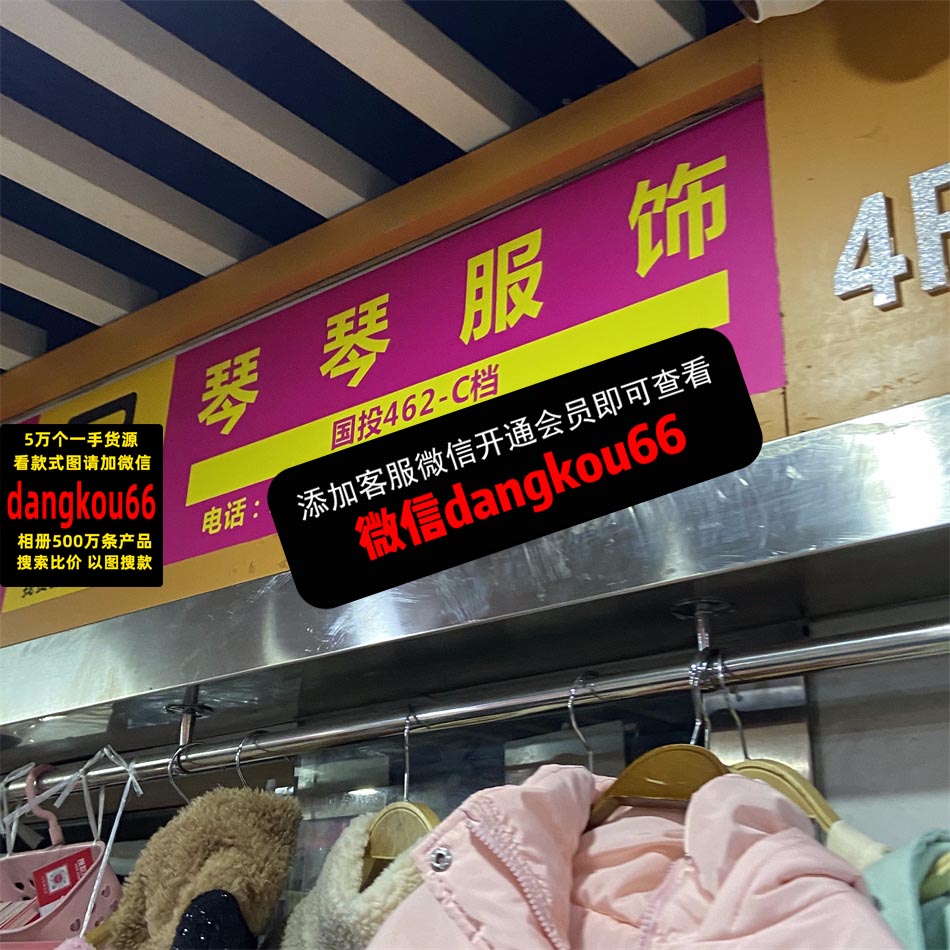 琴琴服饰
国投462-C档
电话：
4F
5万个一手货源
看款式图请加微信
dangkou66
相册500万条产品
搜索比价 以图搜款
添加客服微信开通会员即可查看
微信dangkou66